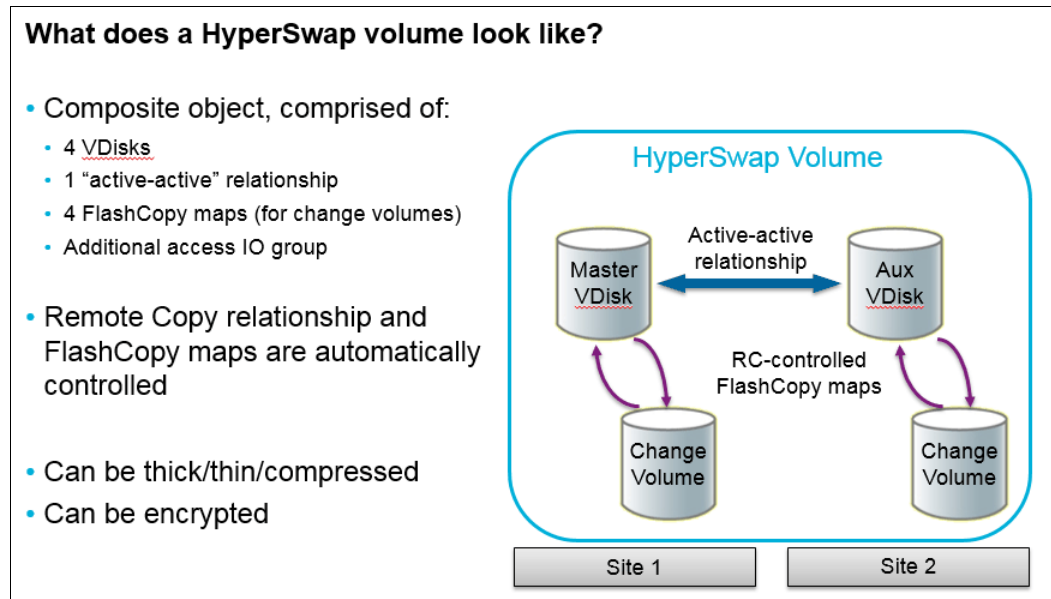 What does a HyperSwap volume look like?
• Composite object, comprised of:
• 4 VDisks
• 1 “active-active” relationship
• 4 FlashCopy maps (for change volumes)
• Additional access IO group
• Remote Copy relationship and
FlashCopy maps are automatically
controlled
• Can be thick/thin/compressed
• Can be encrypted
HyperSwap Volume
Active-active
relationship
Master
VDisk
Aux
VDisk
RC-controlled
FlashCopy maps
Change
Volume
Change
Volume
Site 1
Site 2